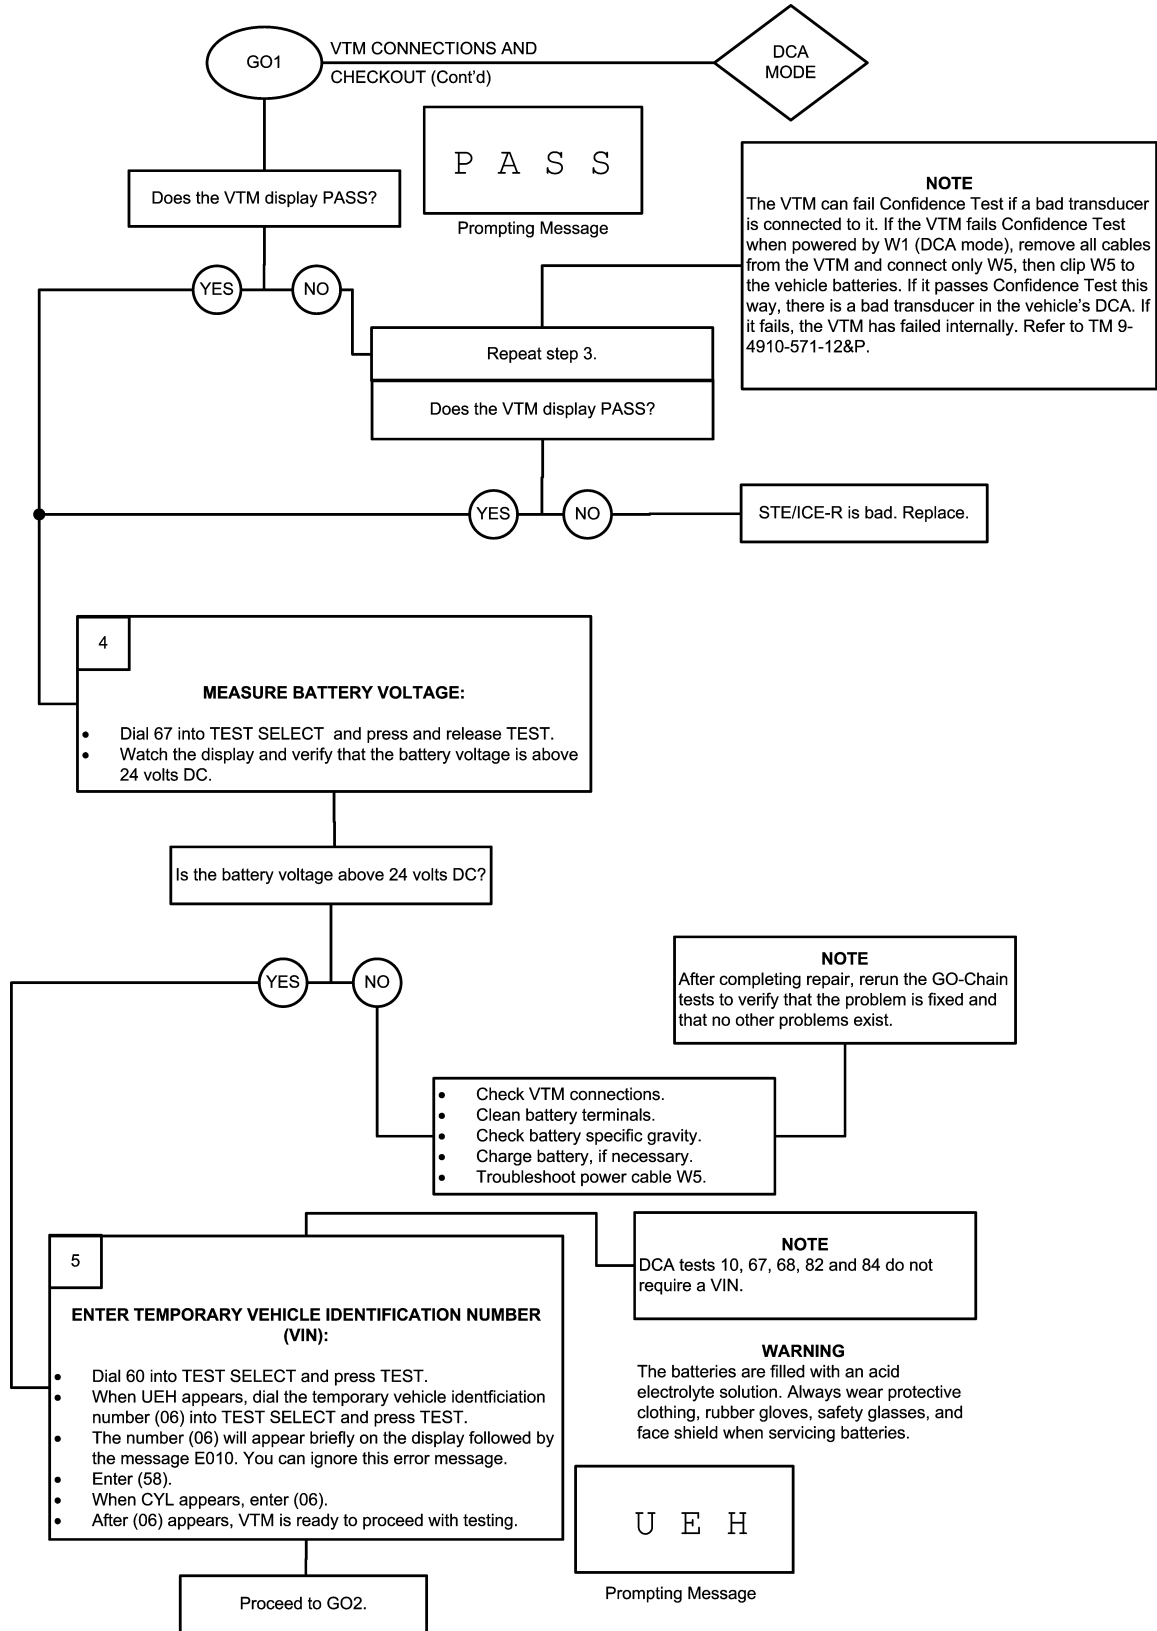 GO1
VTM CONNECTIONS AND
CHECKOUT (Cont'd)
DCA
MODE
P A S S
Prompting Message
Does the VTM display PASS?
NOTE
The VTM can fail Confidence Test if a bad transducer
is connected to it. If the VTM fails Confidence Test
when powered by W1 (DCA mode), remove all cables
from the VTM and connect only W5, then clip W5 to
the vehicle batteries. If it passes Confidence Test this
way, there is a bad transducer in the vehicle's DCA. If
it fails, the VTM has failed internally. Refer to TM 9-
4910-571-12&P.
YES
NO
Repeat step 3.
Does the VTM display PASS?
YES
NO
STE/ICE-R is bad. Replace.
4
MEASURE BATTERY VOLTAGE:
• Dial 67 into TEST SELECT and press and release TEST.
• Watch the display and verify that the battery voltage is above
24 volts DC.
Is the battery voltage above 24 volts DC?
YES
NO
NOTE
After completing repair, rerun the GO-Chain
tests to verify that the problem is fixed and
that no other problems exist.
• Check VTM connections.
• Clean battery terminals.
• Check battery specific gravity.
• Charge battery, if necessary.
• Troubleshoot power cable W5.
5
ENTER TEMPORARY VEHICLE IDENTIFICATION NUMBER
(VIN):
• Dial 60 into TEST SELECT and press TEST.
• When UEH appears, dial the temporary vehicle identficiation
number (06) into TEST SELECT and press TEST.
• The number (06) will appear briefly on the display followed by
the message E010. You can ignore this error message.
• Enter (58).
• When CYL appears, enter (06).
• After (06) appears, VTM is ready to proceed with testing.
NOTE
DCA tests 10, 67, 68, 82 and 84 do not
require a VIN.
WARNING
The batteries are filled with an acid
electrolyte solution. Always wear protective
clothing, rubber gloves, safety glasses, and
face shield when servicing batteries.
U E H
Prompting Message
Proceed to GO2.